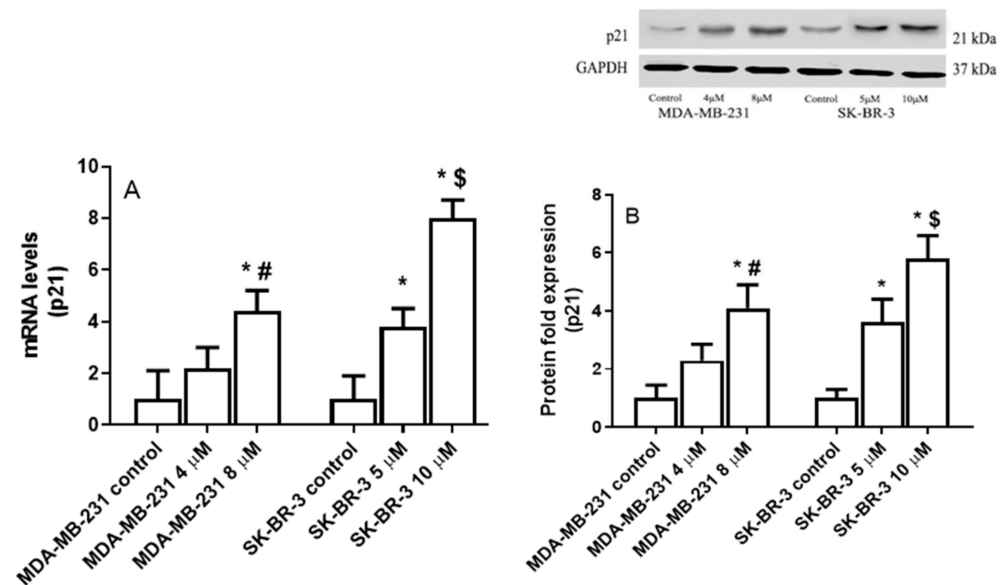 p21
21 kDa
GAPDH
37 kDa
Control 4μM 8μM Control 5μM 10μM
MDA-MB-231 SK-BR-3
A
mRNA levels
(p21)
10
8
6
4
2
0
* #
*
* $
MDA-MB-231 control
MDA-MB-231 4 μM
MDA-MB-231 8 μM
SK-BR-3 control
SK-BR-3 5 μM
SK-BR-3 10 μM
B
Protein fold expression
(p21)
8
6
4
2
0
* #
*
* $
MDA-MB-231 control
MDA-MB-231 4 μM
MDA-MB-231 8 μM
SK-BR-3 control
SK-BR-3 5 μM
SK-BR-3 10 μM